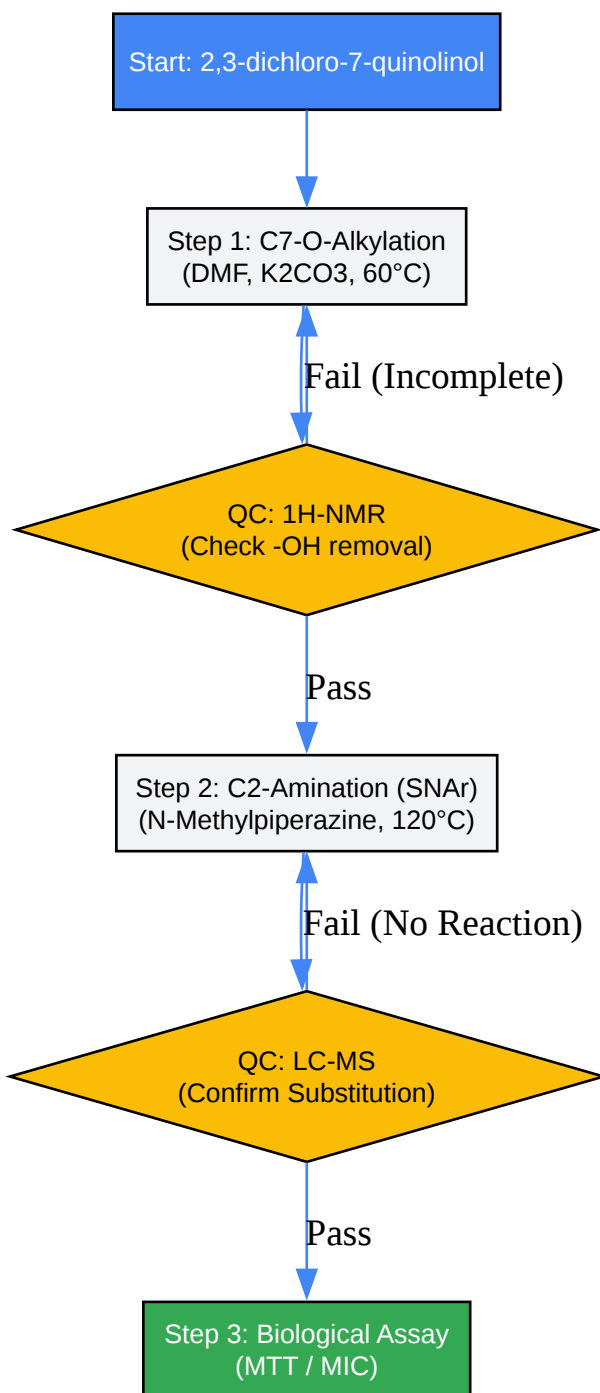 Start: 2,3-dichloro-7-quinolinol
Step 1: C7-O-Alkylation
(DMF, K2CO3, 60°C)
Fail (Incomplete)
QC: 1H-NMR
(Check -OH removal)
Pass
Step 2: C2-Amination (SNAr)
(N-Methylpiperazine, 120°C)
Fail (No Reaction)
QC: LC-MS
(Confirm Substitution)
Pass
Step 3: Biological Assay
(MTT / MIC)